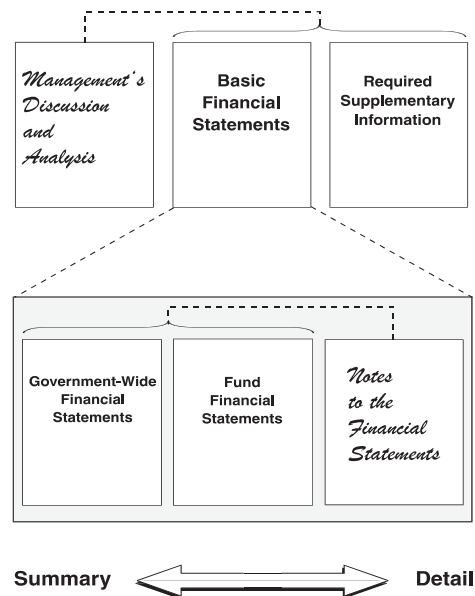 Management's
Discussion
and
Analysis
Basic
Financial
Statements
Required
Supplementary
Information
Government-Wide
Financial
Statements
Fund
Financial
Statements
Notes
to the
Financial
Statements
Summary
Detail